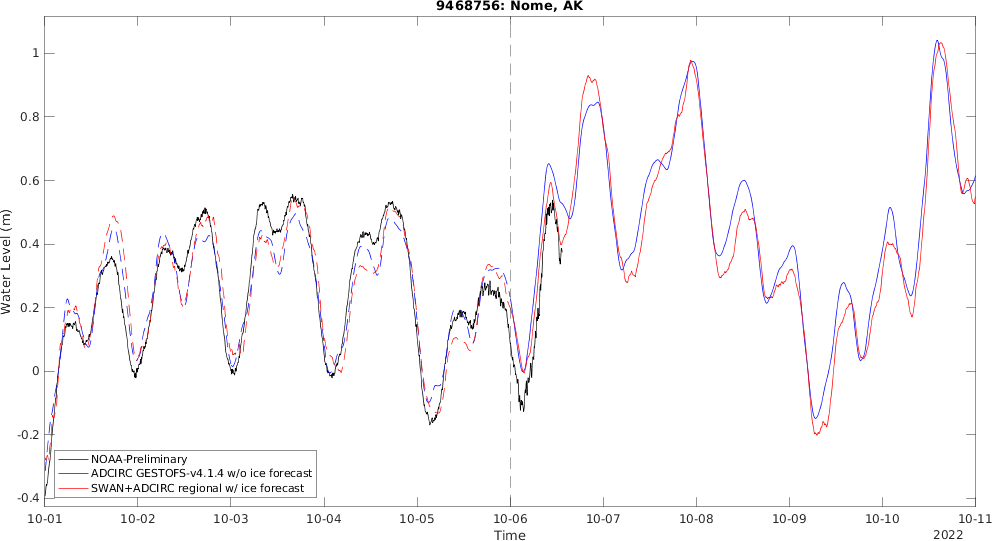 9468756: Nome, AK
Water Level (m)
1
0.8
0.6
0.4
0.2
0
-0.2
-0.4
NOAA-Preliminary
ADCIRC GESTOFS-v4.1.4 w/o ice forecast
SWAN+ADCIRC regional w/ ice forecast
10-01 10-02 10-03 10-04 10-05 10-06 10-07 10-08 10-09 10-10 10-11
Time
2022